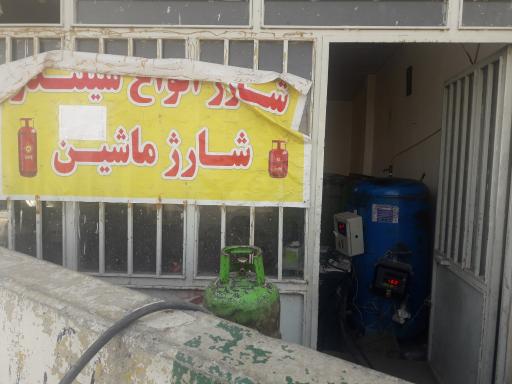 شارژ انواع سیلندر
شارژ ماشین